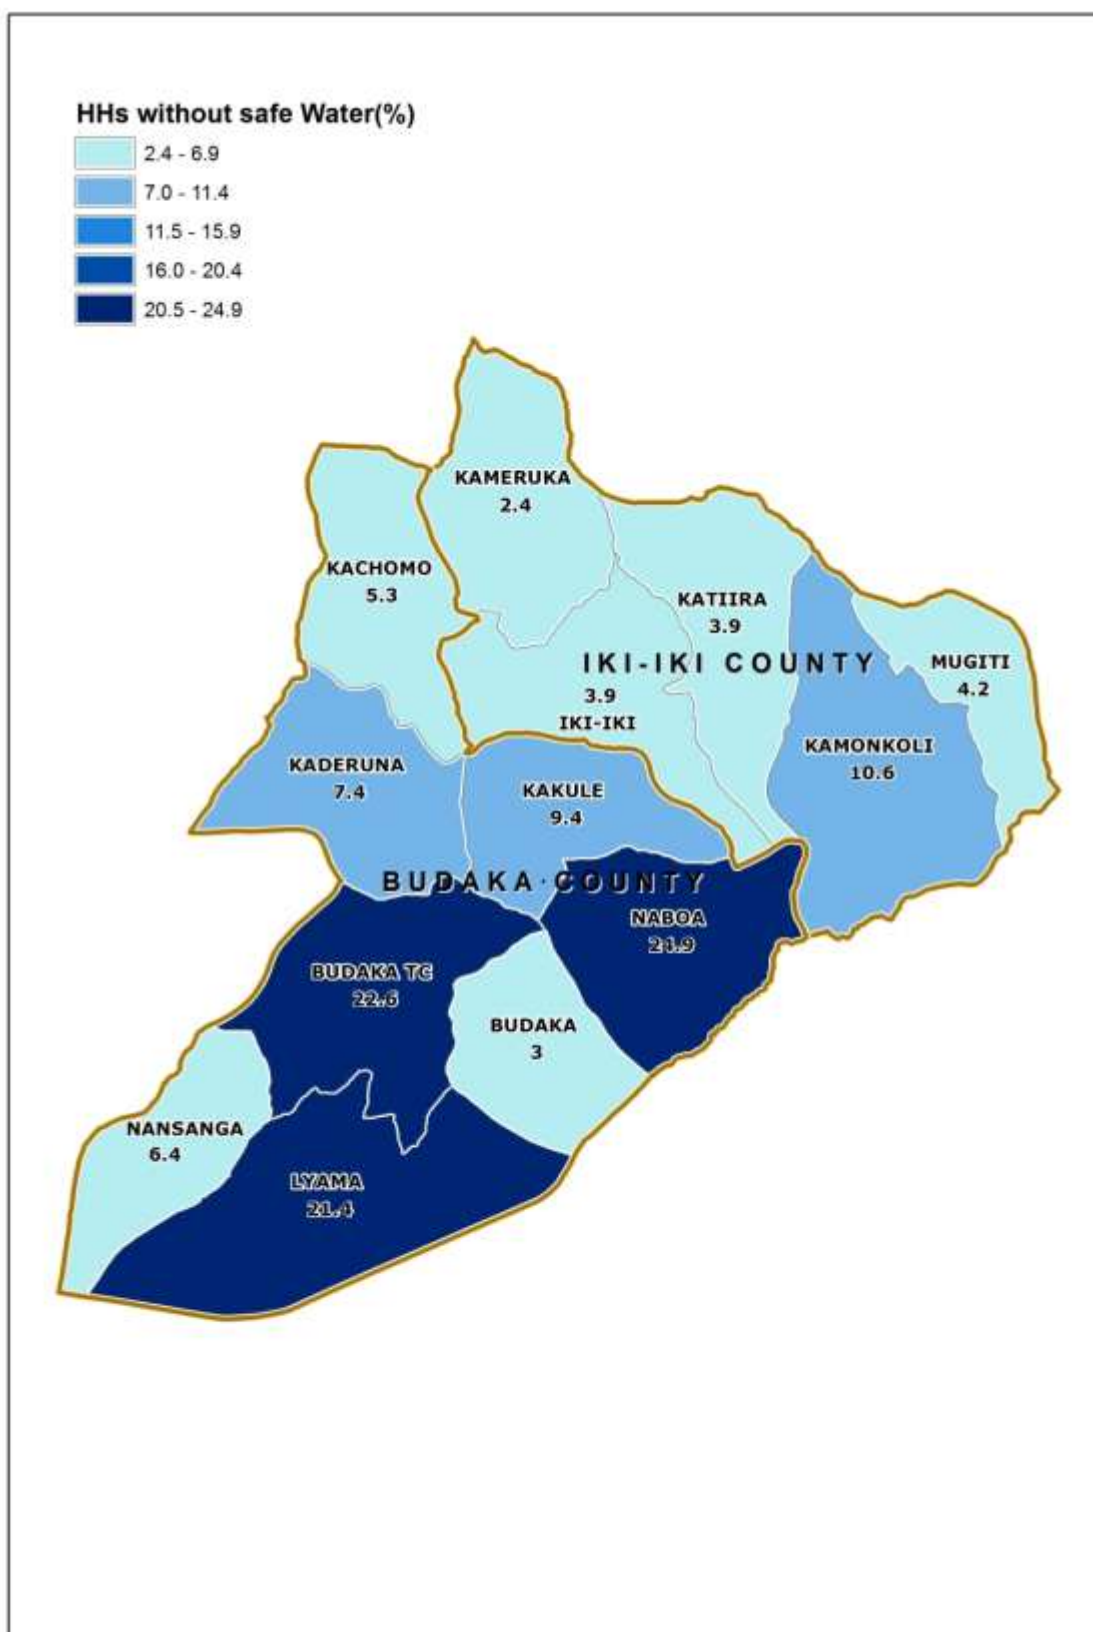 HHs without safe Water(%)
2.4 - 6.9
7.0 - 11.4
11.5 - 15.9
16.0 - 20.4
20.5 - 24.9
KAMERUKA
2.4
KACHOMO
5.3
KATIIRA
3.9
IKI-IKI COUNTY
MUGITI
4.2
3.9
IKI-IKI
KAMONKOLI
10.6
KADERUNA
7.4
KAKULE
9.4
BUDAKA COUNTY
NABOA
24.9
BUDAKA TC
22.6
BUDAKA
3
NANSANGA
6.4
LYAMA
21.4